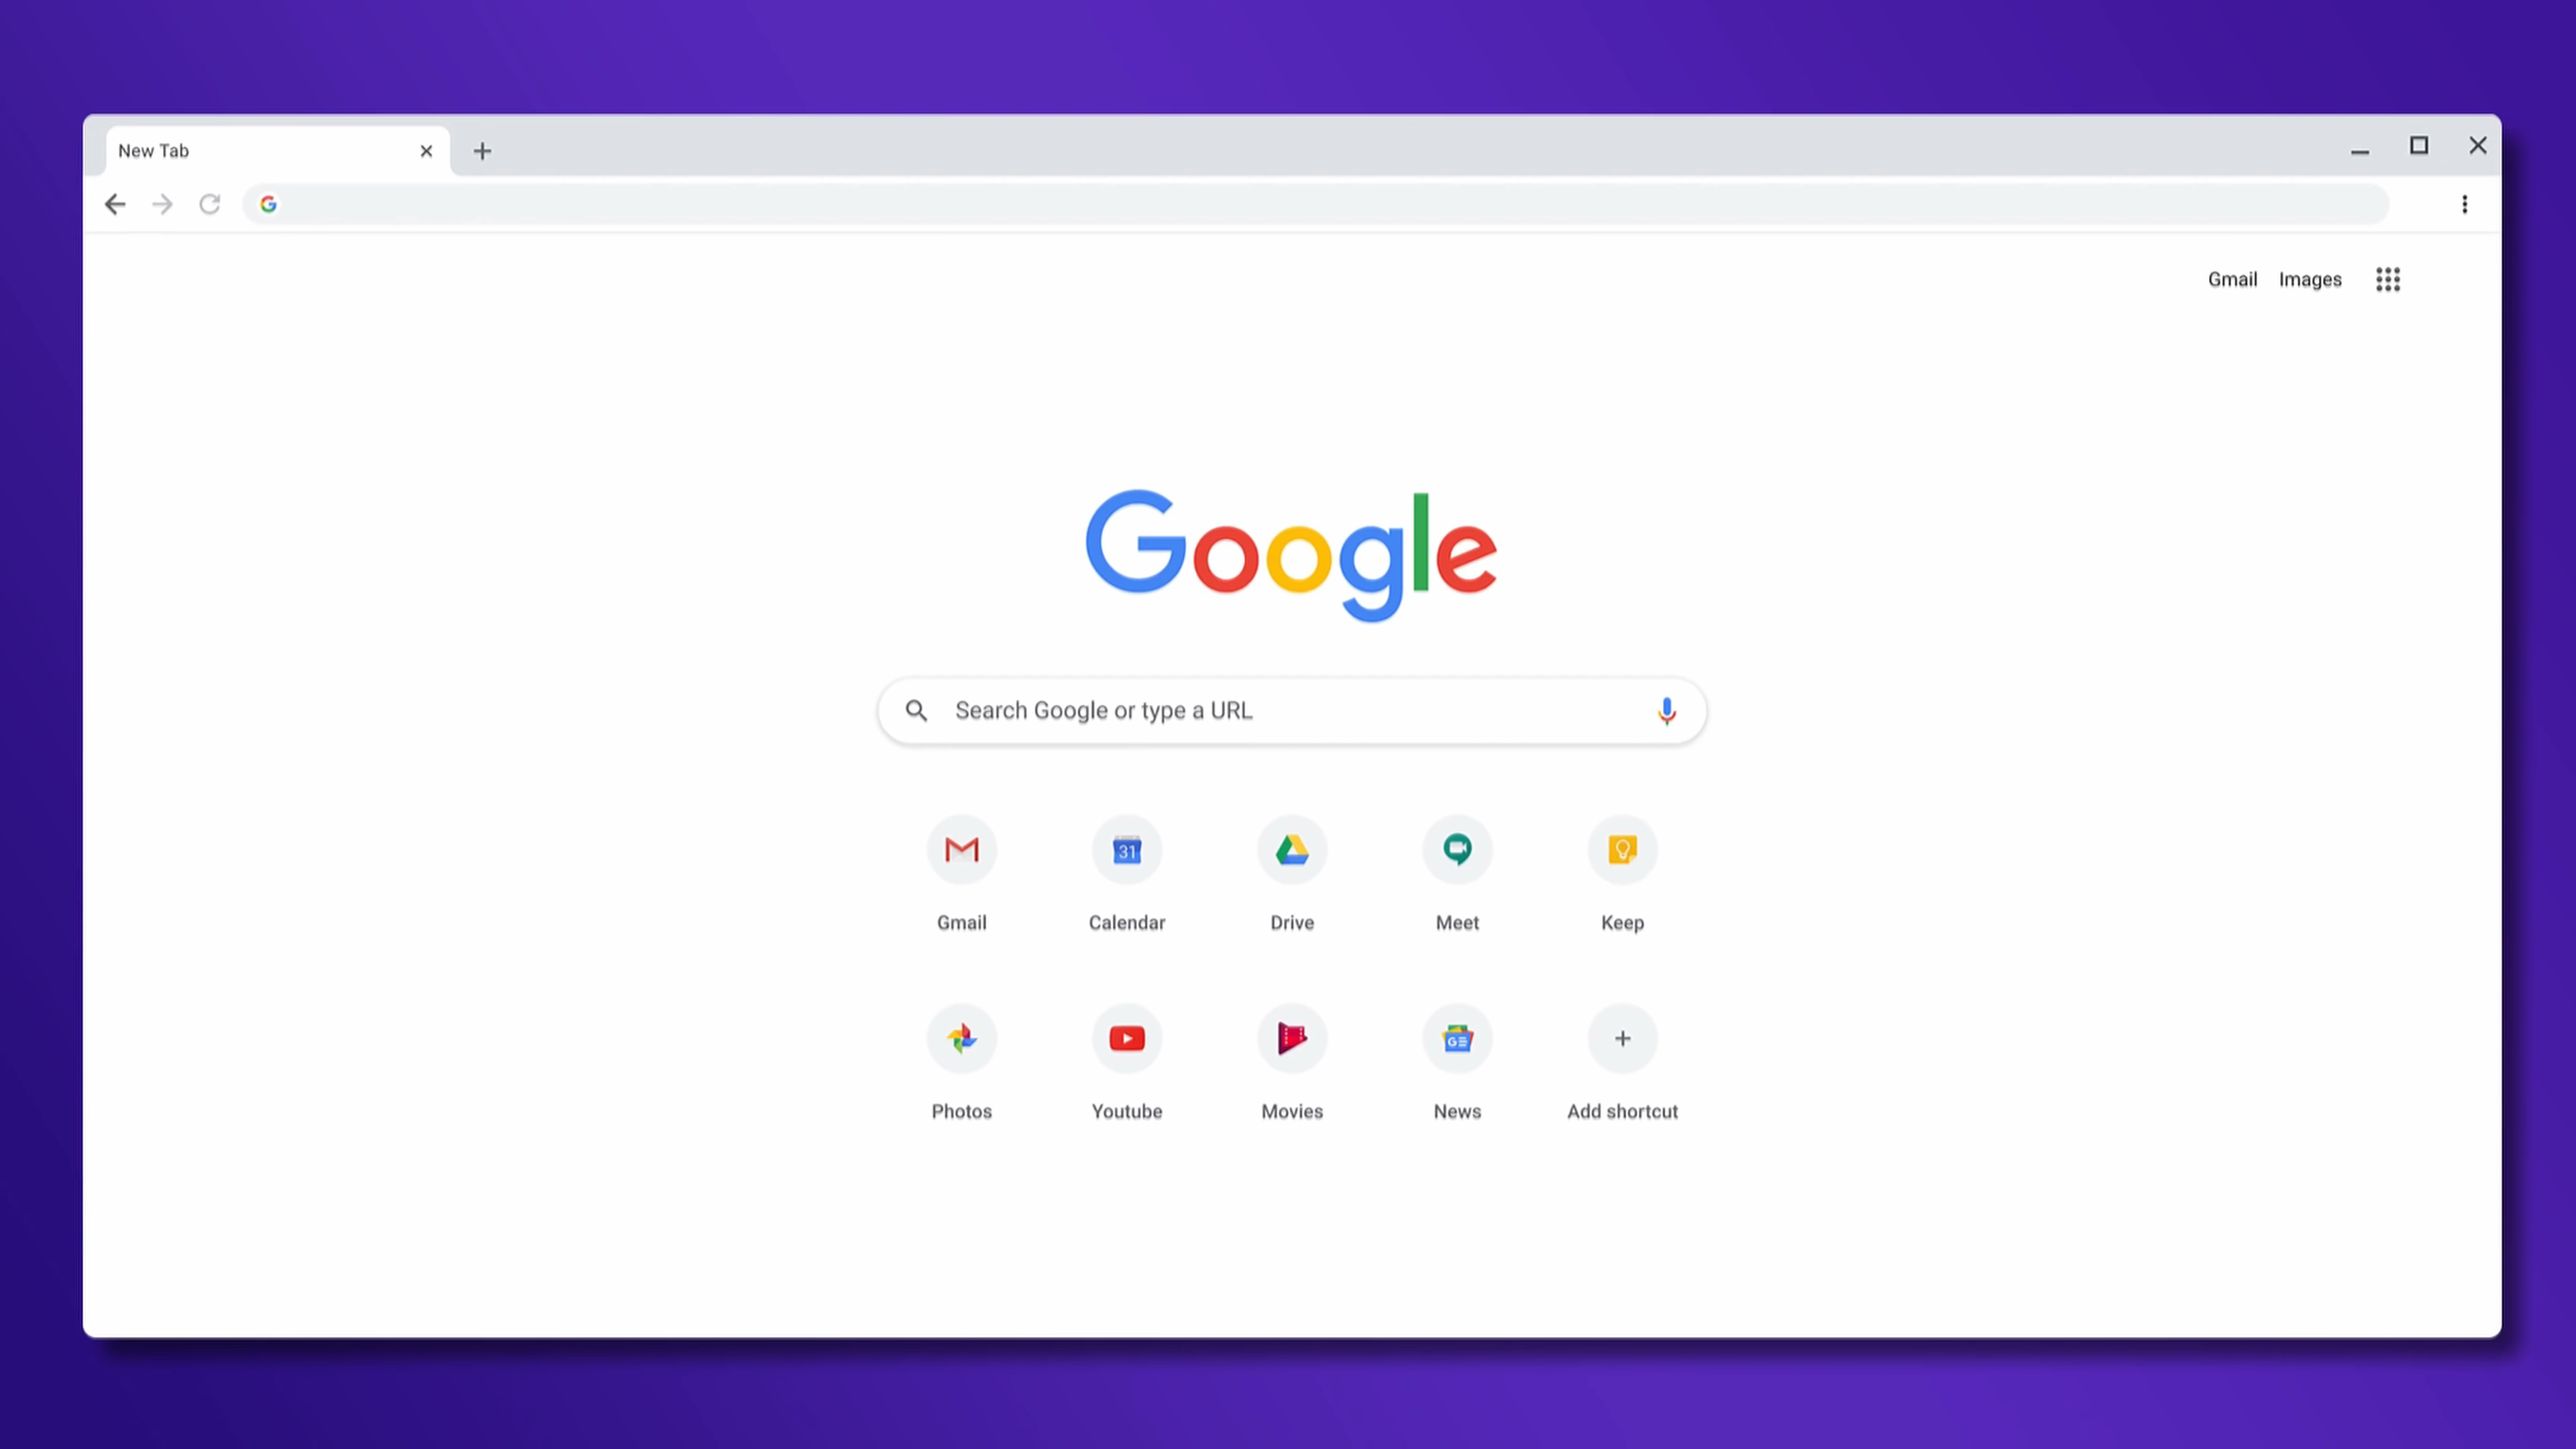 New Tab
Gmail Images
Google
Search Google or type a URL
31
Gmail Calendar Drive Meet Keep
GE
Photos Youtube Movies News Add shortcut